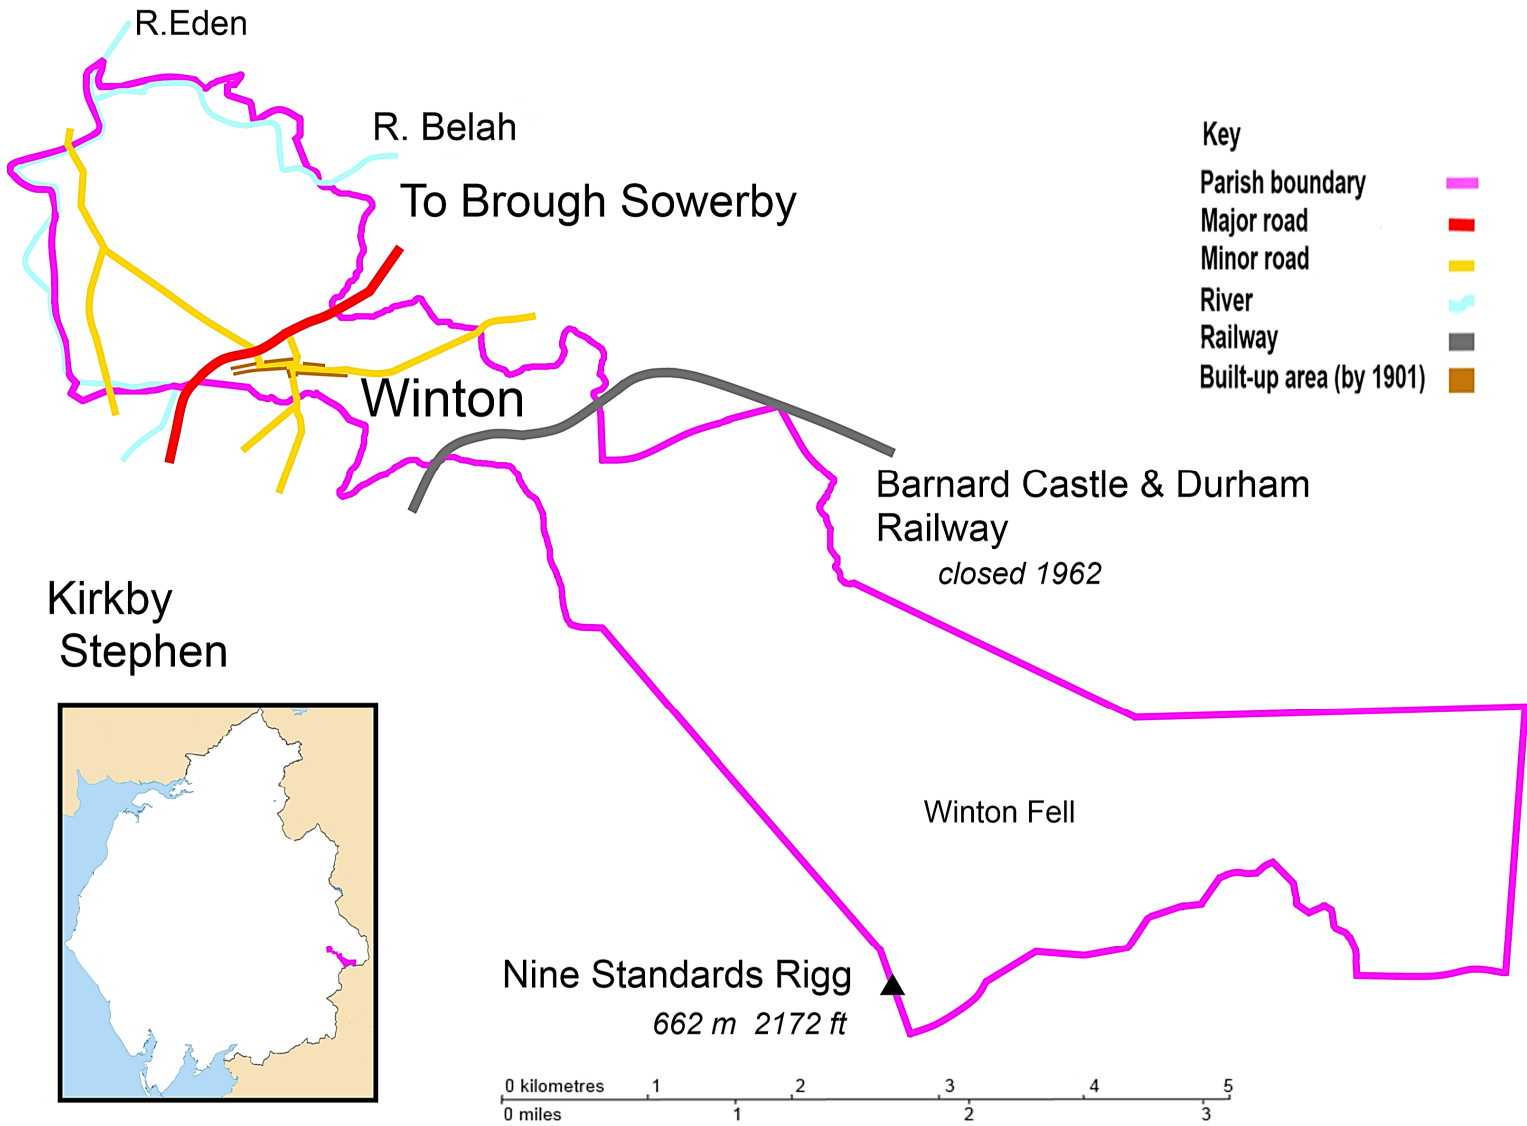 R.Eden
R. Belah
To Brough Sowerby
Key
Parish boundary
Major road
Minor road
River
Railway
Built-up area (by 1901)
Winton
Barnard Castle & Durham
Railway
closed 1962
Kirkby
Stephen
Winton Fell
Nine Standards Rigg
662 m 2172 ft
0 kilometres 1 2 3 4 5
0 miles 1 2 3